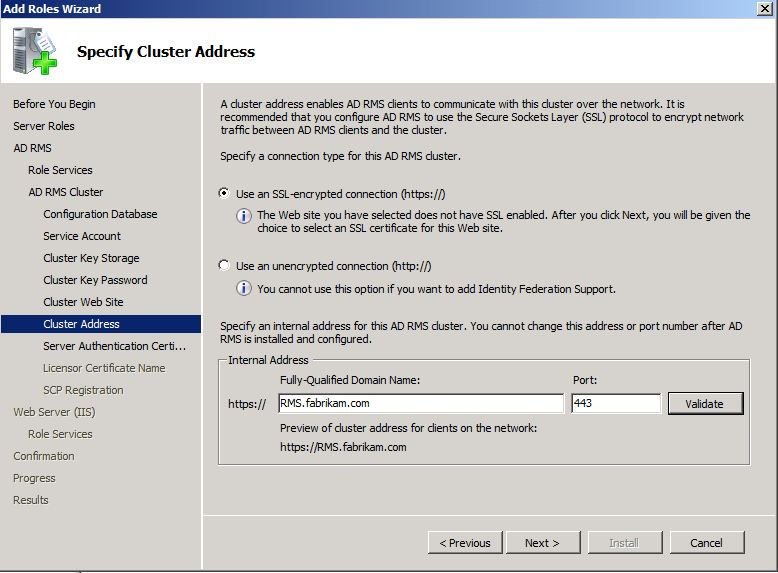 Add Roles Wizard
Specify Cluster Address
Before You Begin
Server Roles
AD RMS
Role Services
AD RMS Cluster
Configuration Database
Service Account
Cluster Key Storage
Cluster Key Password
Cluster Web Site
Cluster Address
Server Authentication Certi...
Licensor Certificate Name
SCP Registration
Web Server (IIS)
Role Services
Confirmation
Progress
Results
A cluster address enables AD RMS clients to communicate with this cluster over the network. It is
recommended that you configure AD RMS to use the Secure Sockets Layer (SSL) protocol to encrypt network
traffic between AD RMS clients and the cluster.
Specify a connection type for this AD RMS cluster.
Use an SSL-encrypted connection (https://)
The Web site you have selected does not have SSL enabled. After you click Next, you will be given the
choice to select an SSL certificate for this Web site.
Use an unencrypted connection (http://)
You cannot use this option if you want to add Identity Federation Support.
Specify an internal address for this AD RMS cluster. You cannot change this address or port number after AD
RMS is installed and configured.
Internal Address
Fully-Qualified Domain Name: Port:
https:// RMS.fabrikam.com 443 Validate
Preview of cluster address for clients on the network:
https://RMS.fabrikam.com
< Previous Next > Install Cancel